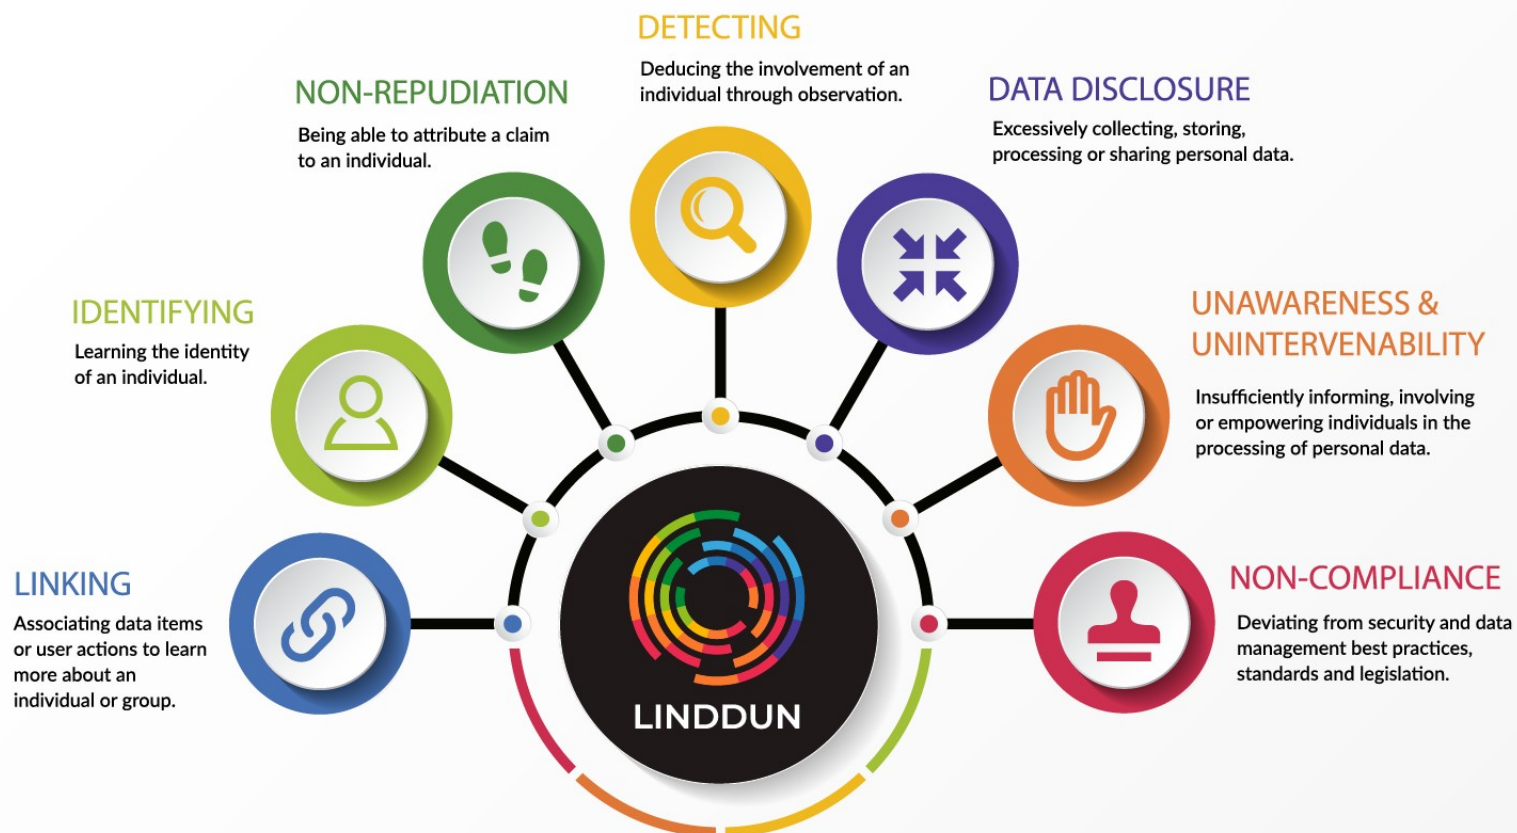 DETECTING
Deducing the involvement of an
individual through observation.
NON-REPUDIATION
Being able to attribute a claim
to an individual.
DATA DISCLOSURE
Excessively collecting, storing,
processing or sharing personal data.
IDENTIFYING
Learning the identity
of an individual.
UNAWARENESS &
UNINTERVENABILITY
Insufficiently informing, involving
or empowering individuals in the
processing of personal data.
LINKING
Associating data items
or user actions to learn
more about an
individual or group.
NON-COMPLIANCE
Deviating from security and data
management best practices,
standards and legislation.
LINDDUN